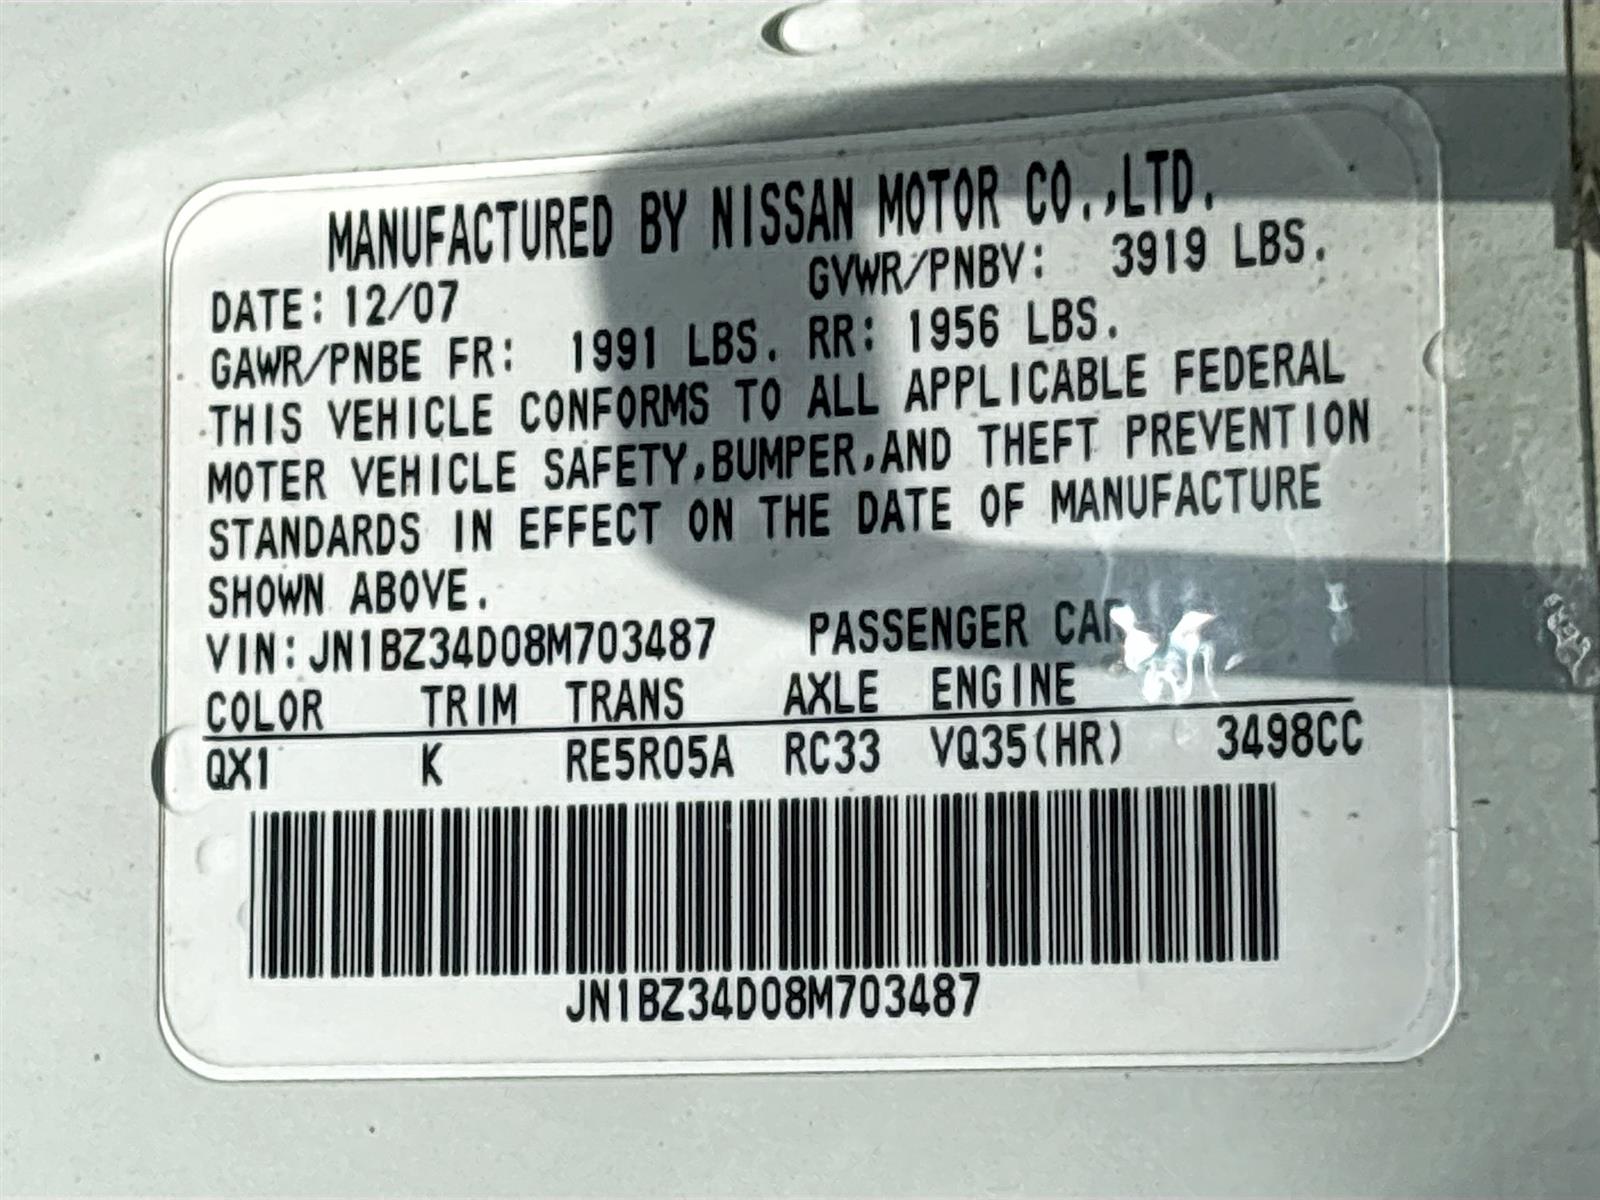 MANUFACTURED BY NISSAN MOTOR CO.,LTD.
DATE: 12/07 GVWR/PNBV: 3919 LBS.
GAWR/PNBE FR: 1991 LBS. RR: 1956 LBS.
THIS VEHICLE CONFORMS TO ALL APPLICABLE FEDERAL
MOTER VEHICLE SAFETY,BUMPER,AND THEFT PREVENTION
STANDARDS IN EFFECT ON THE DATE OF MANUFACTURE
SHOWN ABOVE.
VIN: JN1BZ34D08M703487 PASSENGER CAR
COLOR TRIM TRANS AXLE ENGINE
QX1 K RE5R05A RC33 VQ35(HR) 3498CC
JN1BZ34D08M703487